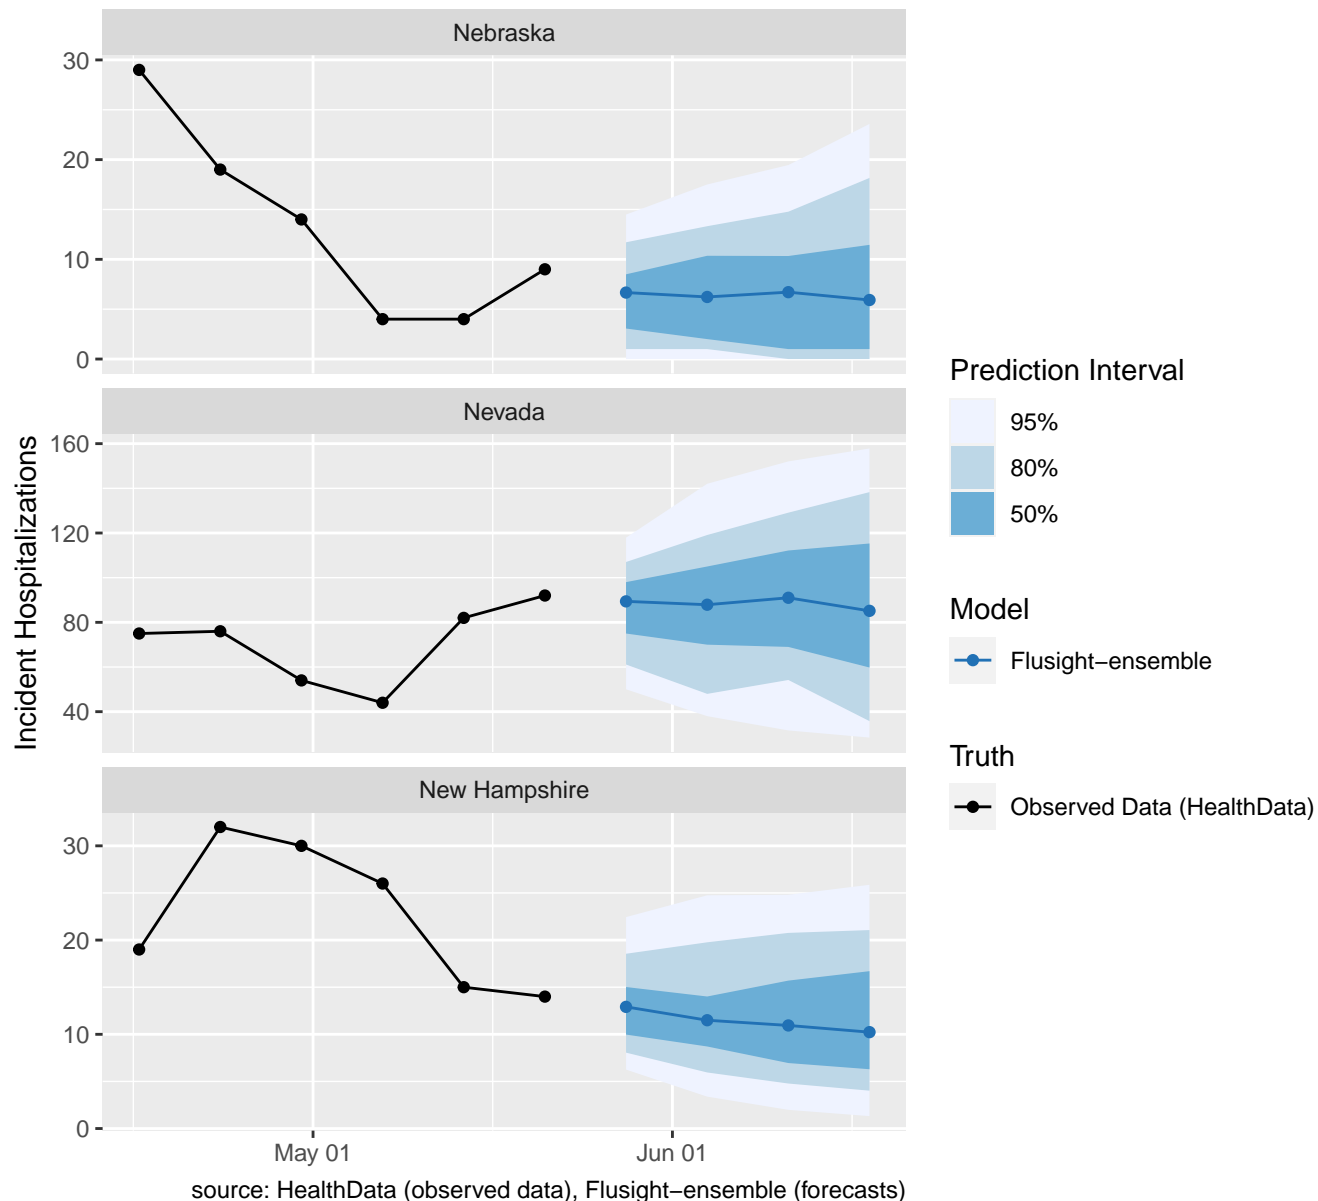 Nebraska
30
20
10
0
Nevada
160
120
80
40
New Hampshire
30
20
10
0
May 01
Jun 01
Incident Hospitalizations
source: HealthData (observed data), Flusight−ensemble (forecasts)
Prediction Interval
95%
80%
50%
Model
Flusight−ensemble
Truth
Observed Data (HealthData)